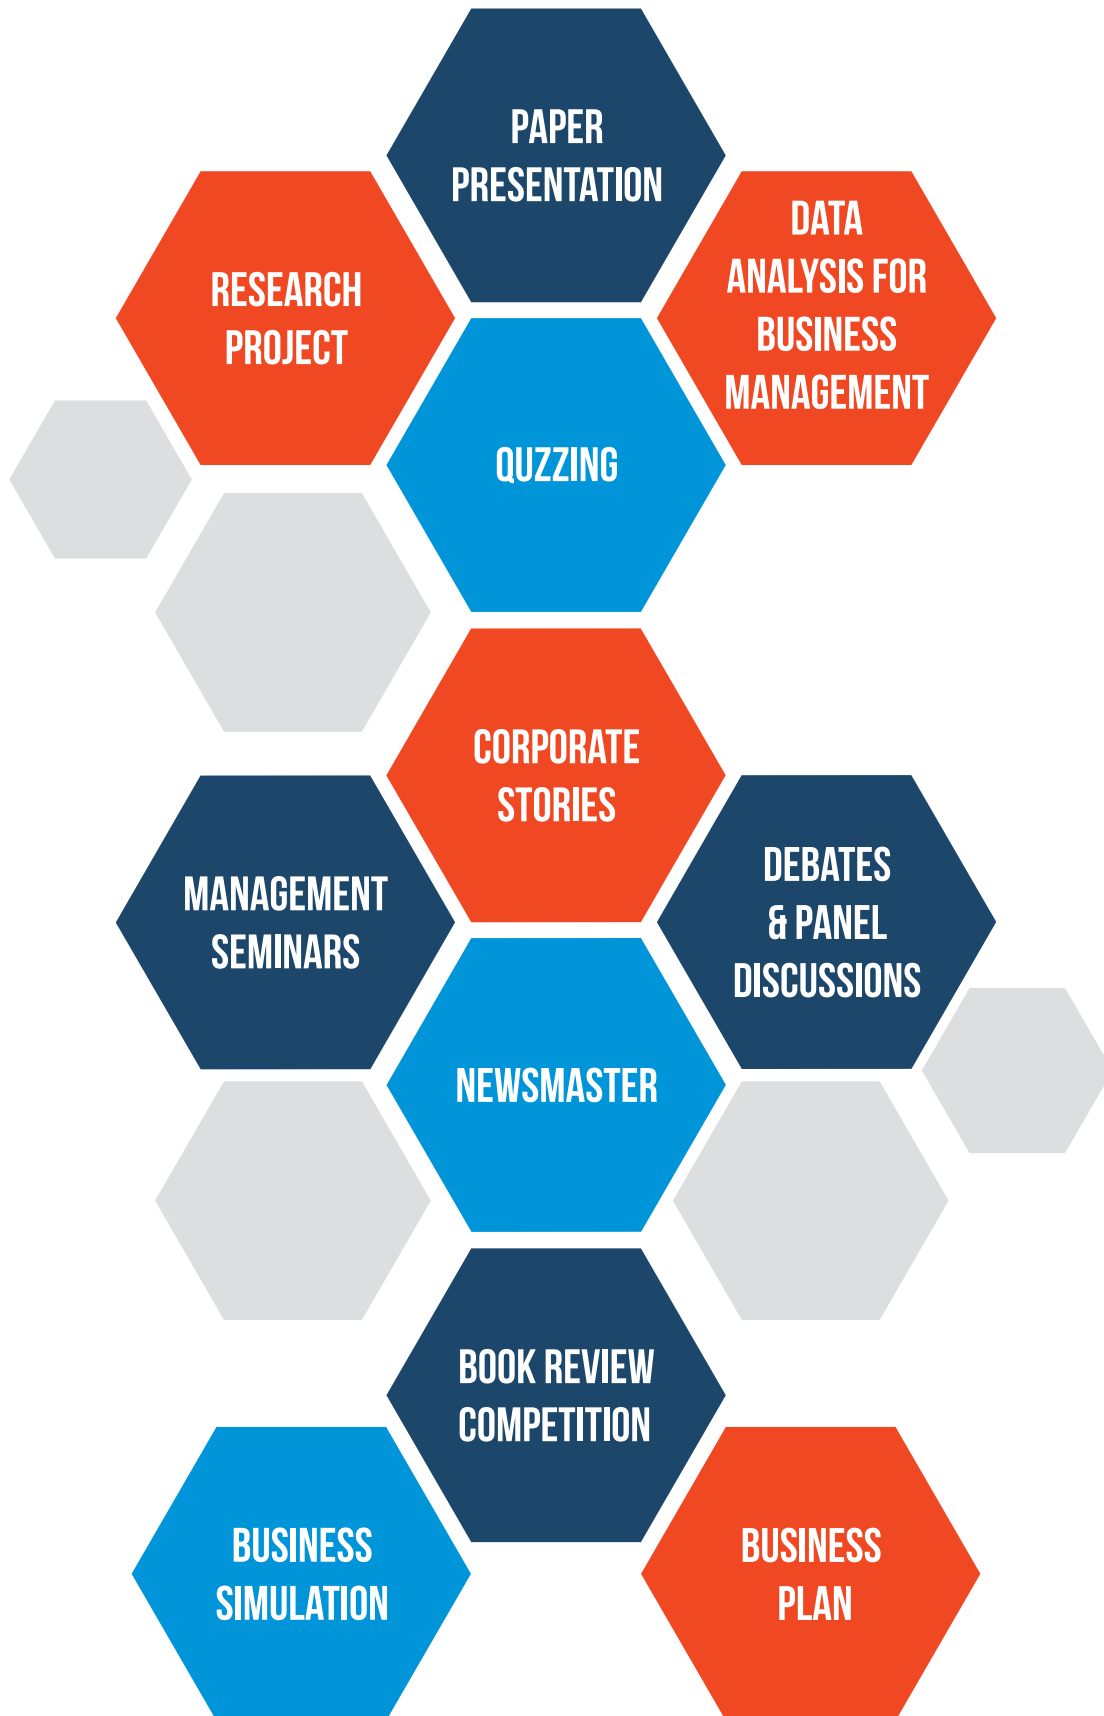 PAPER
PRESENTATION
RESEARCH
PROJECT
DATA
ANALYSIS FOR
BUSINESS
MANAGEMENT
QUZZING
CORPORATE
STORIES
MANAGEMENT
SEMINARS
DEBATES
& PANEL
DISCUSSIONS
NEWSMASTER
BOOK REVIEW
COMPETITION
BUSINESS
SIMULATION
BUSINESS
PLAN